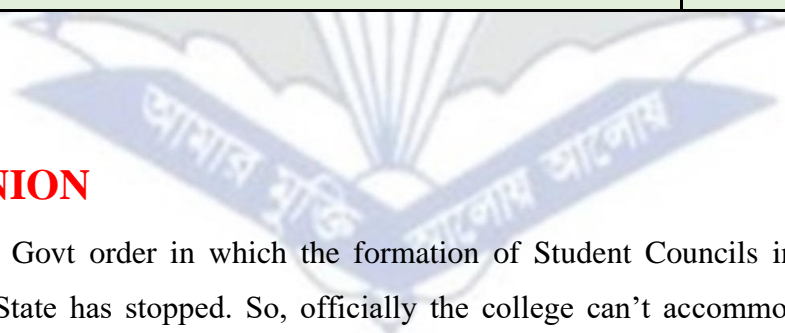 আমার মুক্তি আলোয় আলোয়
NION
Govt order in which the formation of Student Councils in
State has stopped. So, officially the college can’t accommo